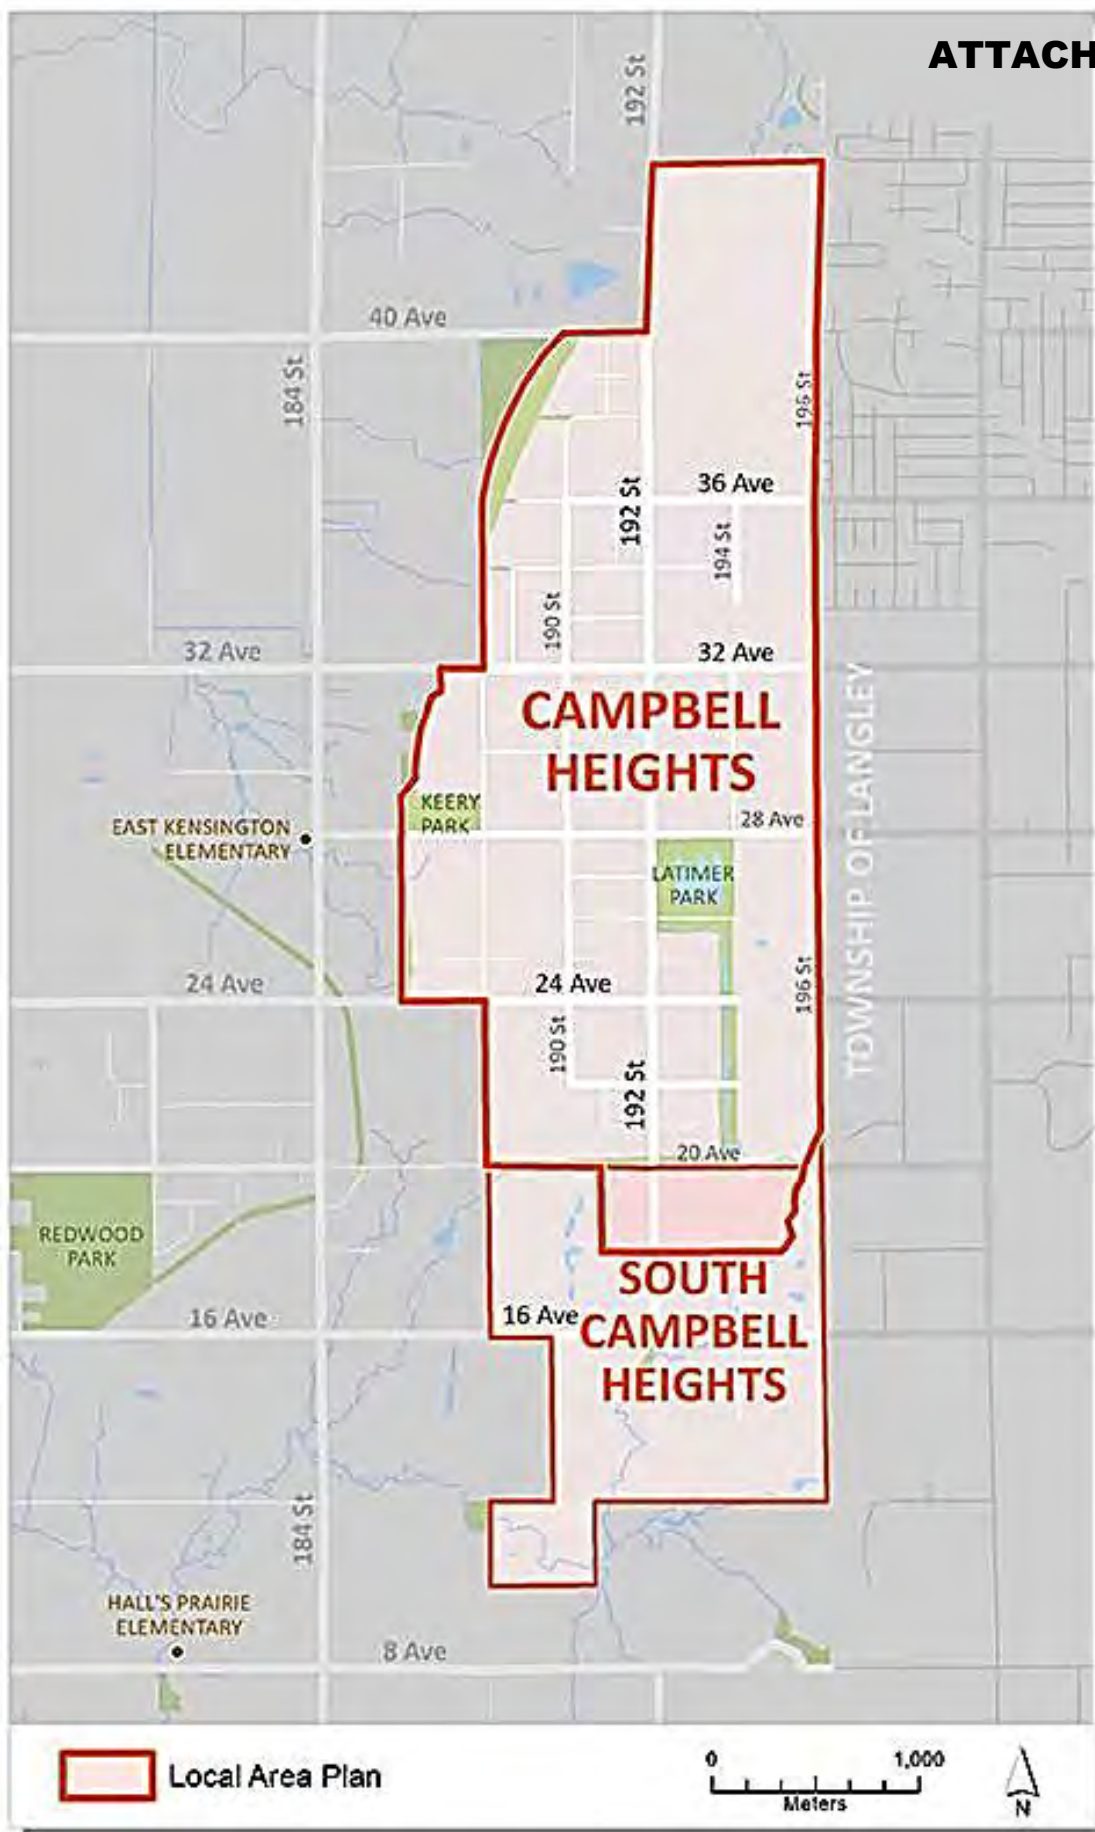 ATTACH
192 St
40 Ave
184 St
196 St
36 Ave
192 St
194 St
190 St
32 Ave
32 Ave
CAMPBELL
HEIGHTS
TOWNSHIP OF LANGLEY
KEERY
PARK
28 Ave
EAST KENSINGTON
ELEMENTARY
LATIMER
PARK
24 Ave
24 Ave
196 St
190 St
192 St
20 Ave
REDWOOD
PARK
SOUTH
CAMPBELL
HEIGHTS
16 Ave
16 Ave
184 St
HALL'S PRAIRIE
ELEMENTARY
8 Ave
Local Area Plan
0 1,000
Meters
N